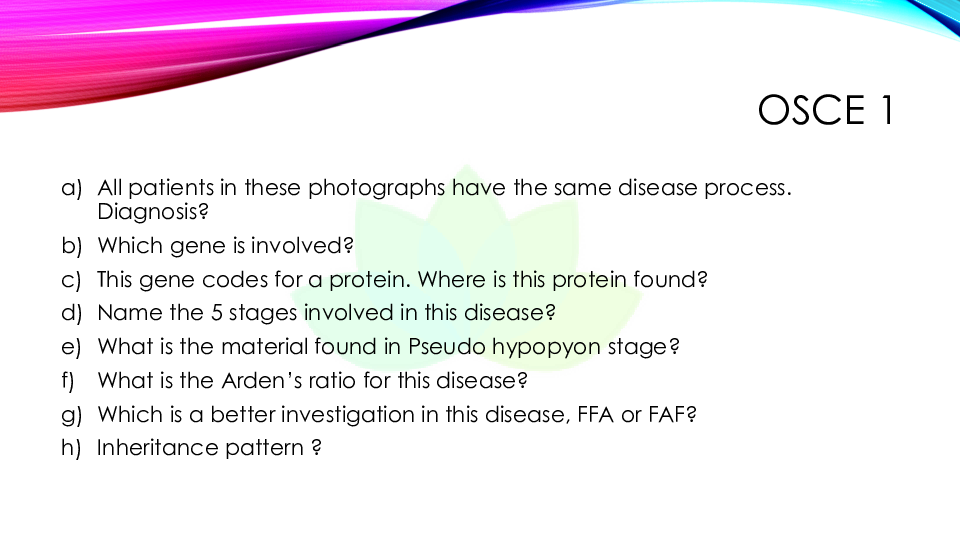 OSCE 1
a) All patients in these photographs have the same disease process.
Diagnosis?
b) Which gene is involved?
c) This gene codes for a protein. Where is this protein found?
d) Name the 5 stages involved in this disease?
e) What is the material found in Pseudo hypopyon stage?
f) What is the Arden’s ratio for this disease?
g) Which is a better investigation in this disease, FFA or FAF?
h) Inheritance pattern ?